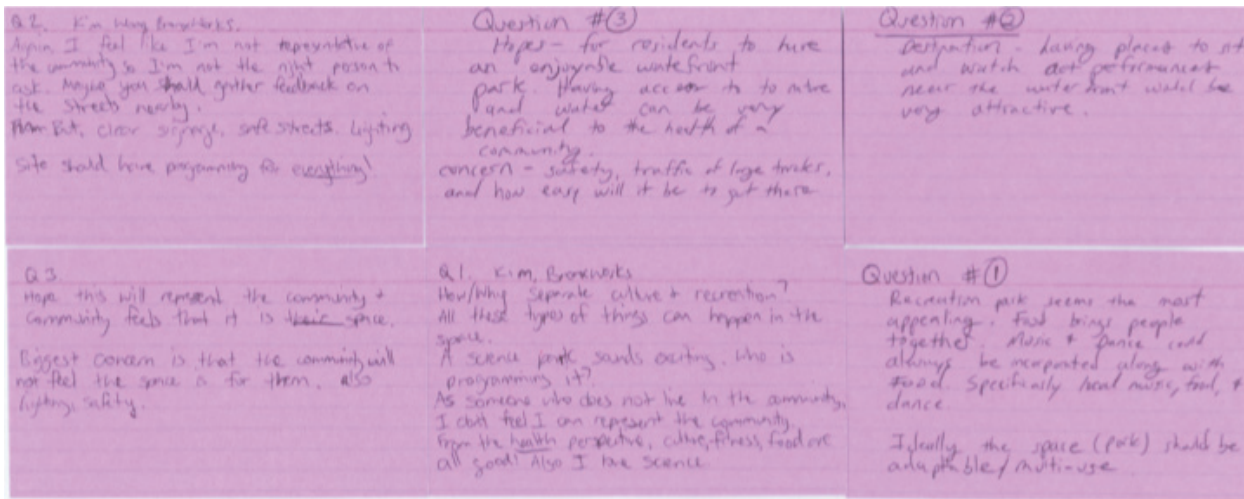 Q2. Kim, Bronxworks.
Again I feel like I'm not representative of
the community so I'm not the right person to
ask. Maybe you should gather feedback on
the streets nearby.
But, clear signage, safe streets. Lighting
Site should have programming for everything!
Question #3
Hopes - for residents to have
an enjoyable waterfront
park. Having access to nature
and water can be very
beneficial to the health of a
community.
concern - safety, traffic of large trucks,
and how easy will it be to get there
Question #2
Destination - having places to sit
and watch performances
near the waterfront would be
very attractive.
Q3.
Hope this will represent the community +
community feels that it is their space.
Biggest concern is that the community will
not feel the space is for them. Also
lighting, safety.
Q1. Kim, Bronxworks
How/Why separate culture + recreation?
All these types of things can happen in the
space.
A science park sounds exciting. Who is
programming it?
As someone who does not live in the community,
I don't feel I can represent the community.
From the health perspective, culture, fitness, food are
all good! Also I love science
Question #1
Recreation park seems the most
appealing. Food brings people
together. Music + Dance could
always be incorporated along with
Food. Specifically local music, food, +
dance.
Ideally the space (park) should be
adaptable/multi-use